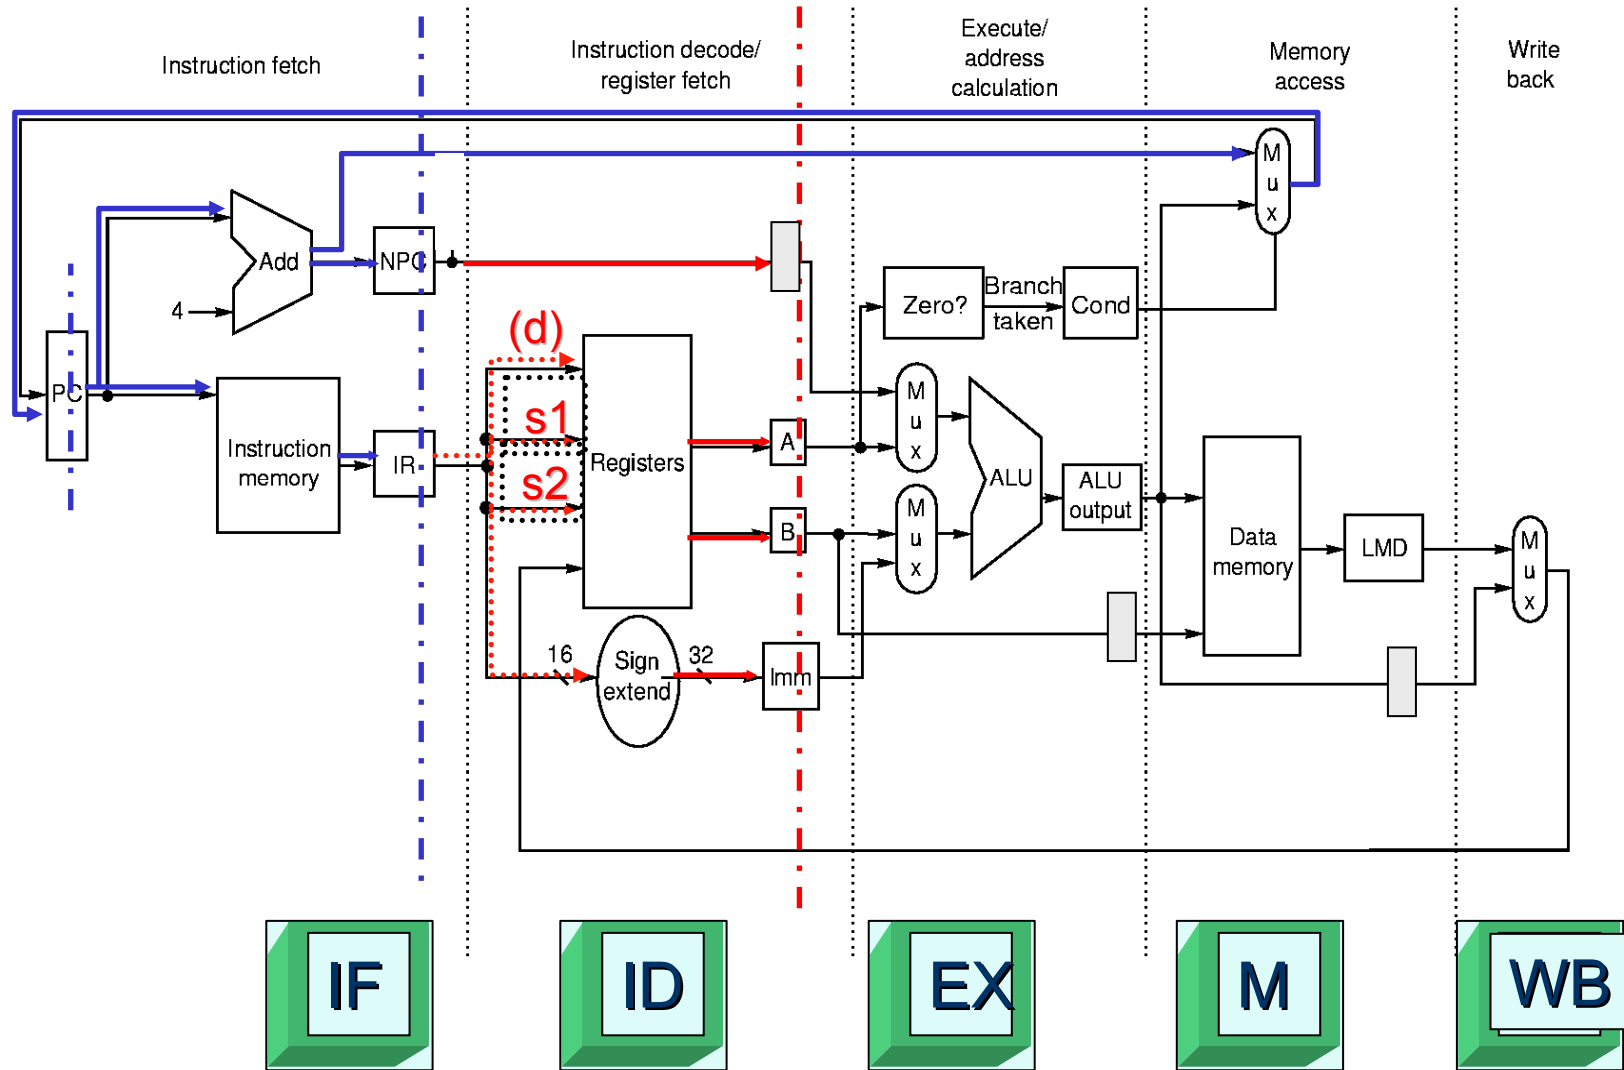 Instruction fetch
Instruction decode/
register fetch
Execute/
address
calculation
Memory
access
Write
back
M
u
x
Add
NPC
4
Zero?
Branch
taken
Cond
(d)
PC
s1
s2
Registers
A
B
M
u
x
M
u
x
ALU
ALU
output
Instruction
memory
IR
Data
memory
LMD
M
u
x
16
Sign
extend
32
Imm
IF
ID
EX
M
WB